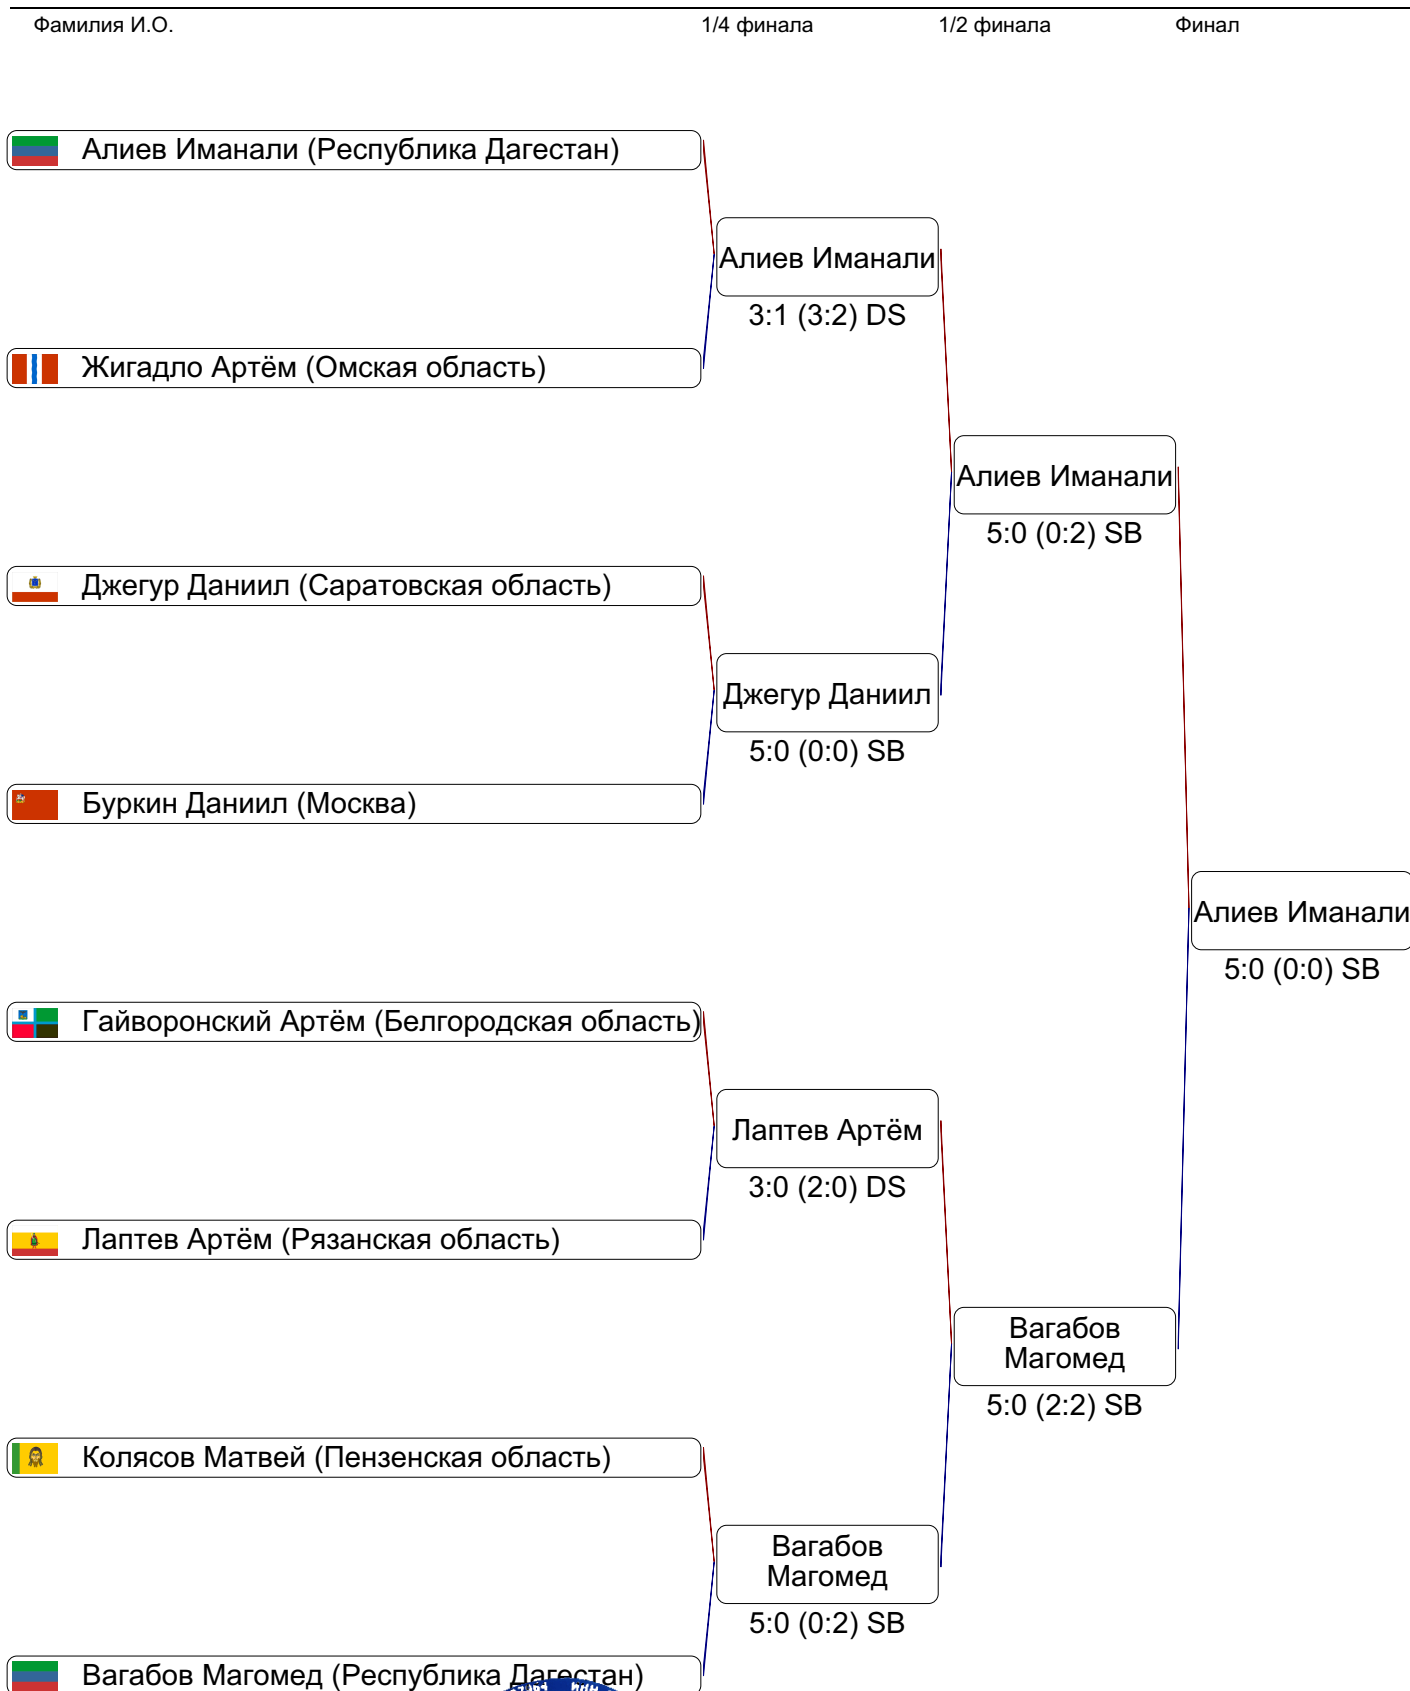 Фамилия И.О. 1/4 финала 1/2 финала Финал
Алиев Иманали (Республика Дагестан)
Алиев Иманали
3:1 (3:2) DS
Жигадло Артём (Омская область)
Алиев Иманали
5:0 (0:2) SB
Джегур Даниил (Саратовская область)
Джегур Даниил
5:0 (0:0) SB
Буркин Даниил (Москва)
Алиев Иманали
5:0 (0:0) SB
Гайворонский Артём (Белгородская область)
Лаптев Артём
3:0 (2:0) DS
Лаптев Артём (Рязанская область)
Вагабов
Магомед
5:0 (2:2) SB
Колясов Матвей (Пензенская область)
Вагабов
Магомед
5:0 (0:2) SB
Вагабов Магомед (Республика Дагестан)